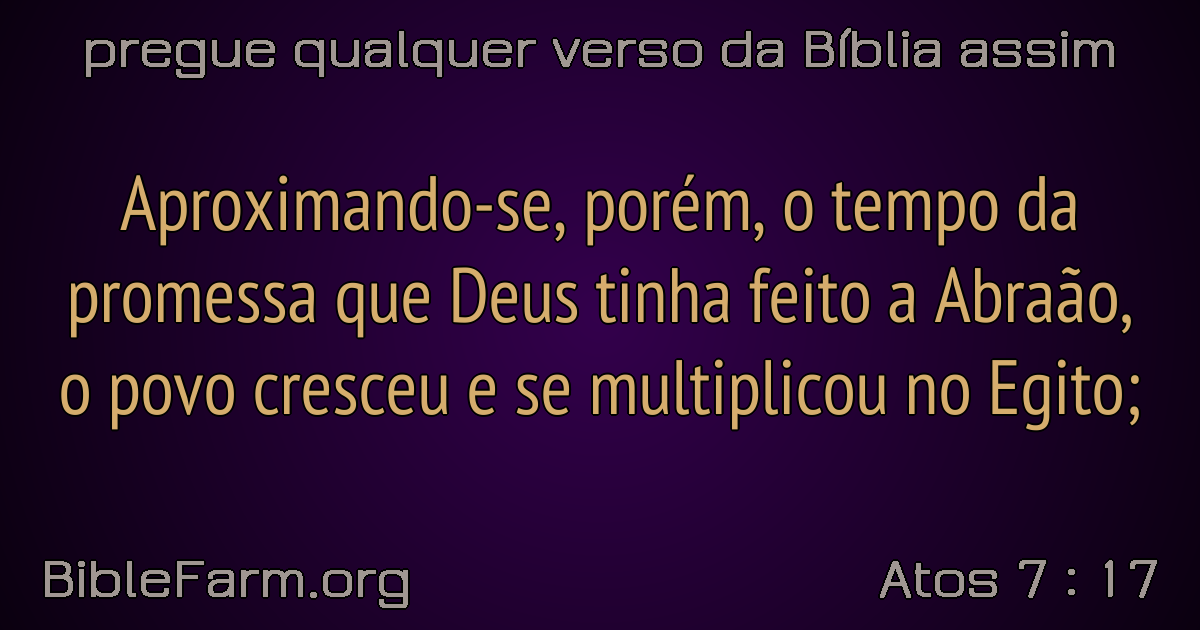 pregue qualquer verso da Bíblia assim
Aproximando-se, porém, o tempo da
promessa que Deus tinha feito a Abraão,
o povo cresceu e se multiplicou no Egito;
BibleFarm.org
Atos 7 : 17